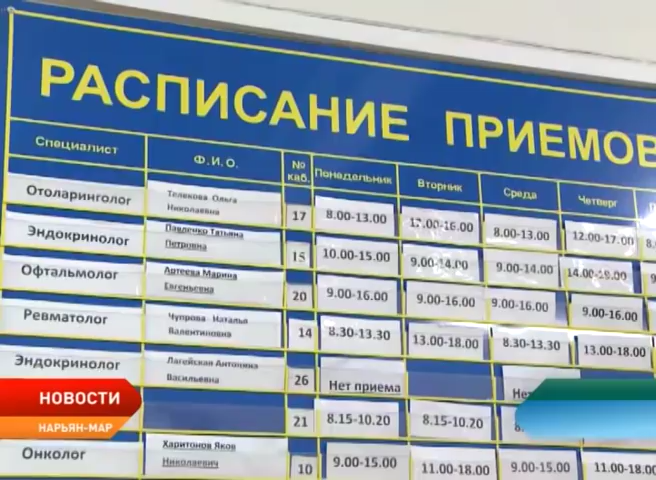 РАСПИСАНИЕ ПРИЕМОВ
Специалист Ф.И.О. № каб. Понедельник Вторник Среда Четверг
Отоларинголог Телекова Ольга Николаевна 17 8.00-13.00 12.00-16.00 8.00-13.00 12.00-17.00
Эндокринолог Павленко Татьяна Петровна 15 10.00-15.00 9.00-14.00 9.00-14.00 14.00-18.00
Офтальмолог Артеева Марина Евгеньевна 20 9.00-16.00 9.00-16.00 9.00-16.00 9.00-16.00
Ревматолог Чупрова Наталья Валентиновна 14 8.30-13.30 13.00-18.00 8.30-13.30 13.00-18.00
Эндокринолог Лагейская Антонина Васильевна 26 Нет приема
21 8.15-10.20 8.15-10.20
Онколог Харитонов Яков Николаевич 10 9.00-15.00 11.00-18.00 9.00-15.00 11.00-18.00
НОВОСТИ
НАРЬЯН-МАР